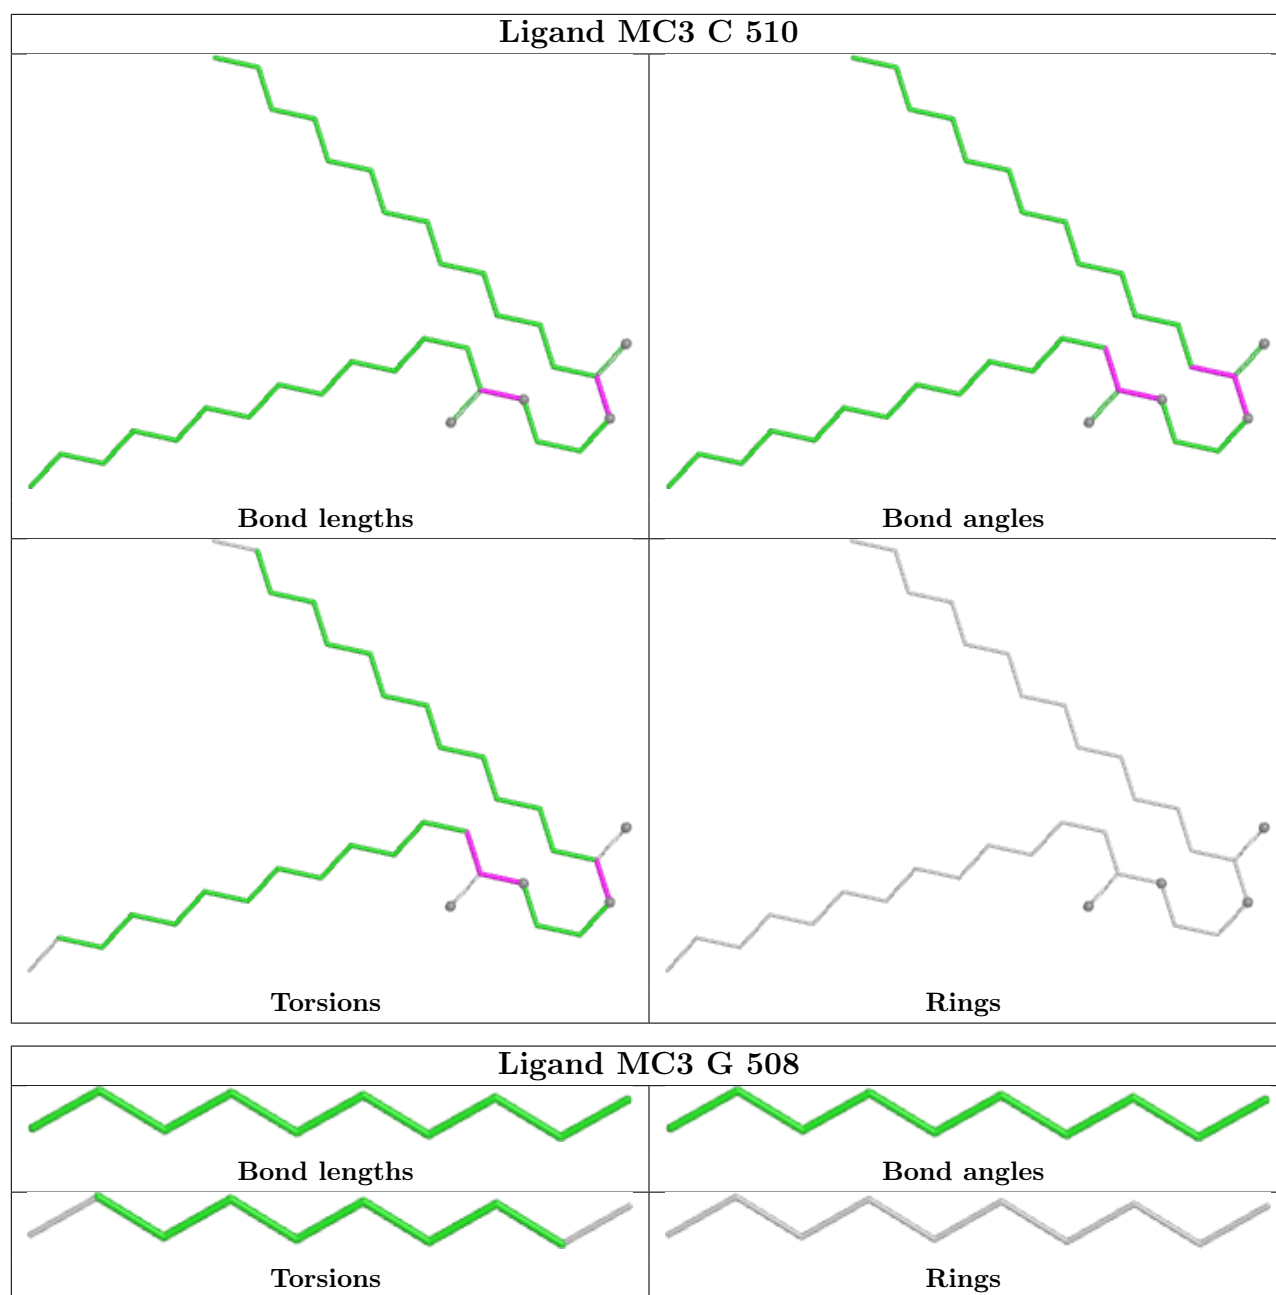 Ligand MC3 C 510
Bond lengths
Bond angles
Torsions
Rings
Ligand MC3 G 508
Bond lengths
Bond angles
Torsions
Rings